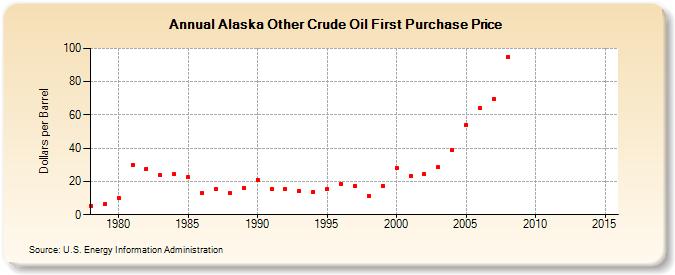 Annual Alaska Other Crude Oil First Purchase Price
Dollars per Barrel
100
80
60
40
20
0
1980 1985 1990 1995 2000 2005 2010 2015
Source: U.S. Energy Information Administration